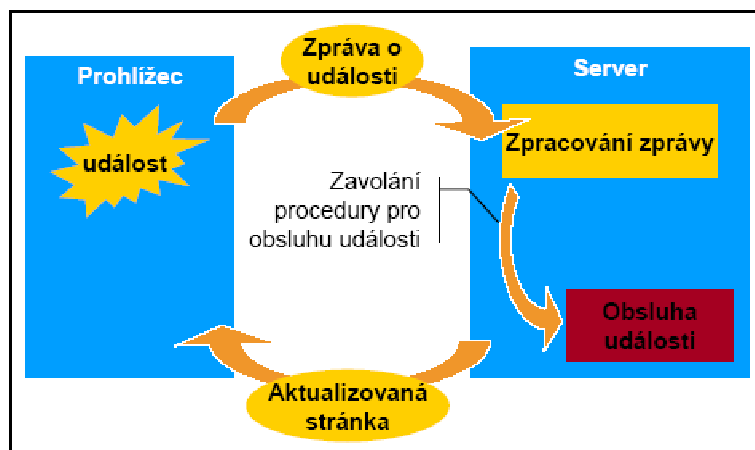 Zpráva o
události
Prohlížec
Server
událost
Zpracování zprávy
Zavolání
procedury pro
obsluhu události
Obsluha
události
Aktualizovaná
stránka